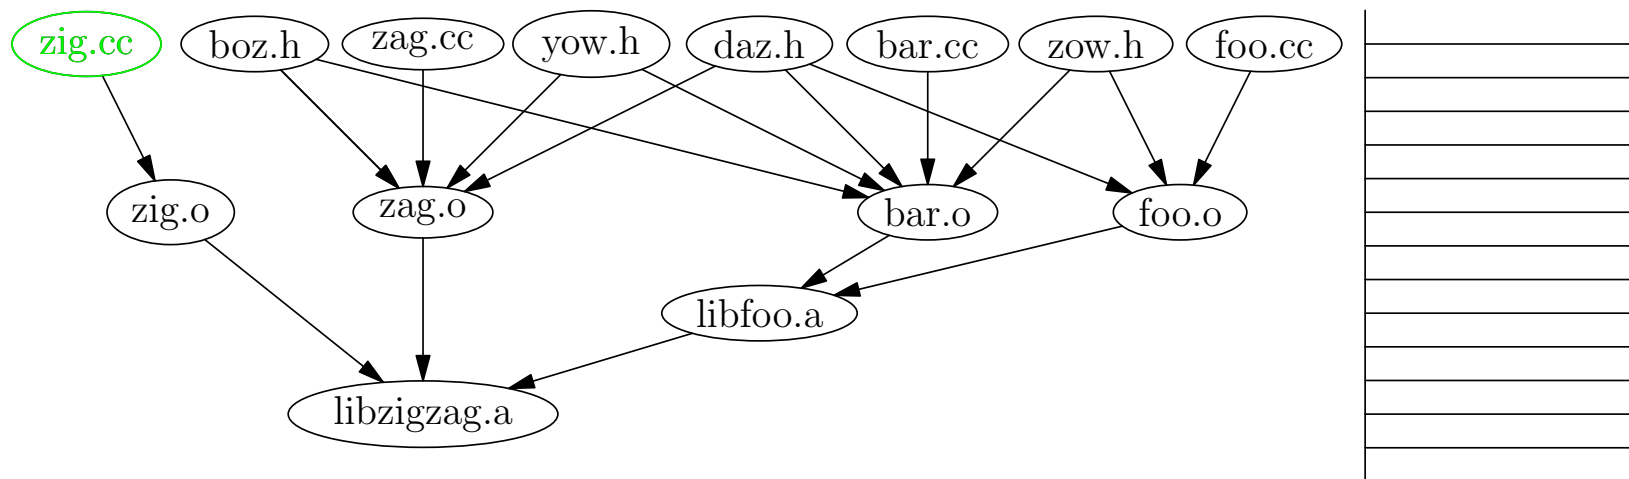 zig.cc boz.h zag.cc yow.h daz.h bar.cc zow.h foo.cc
zig.o zag.o bar.o foo.o
libfoo.a
libzigzag.a